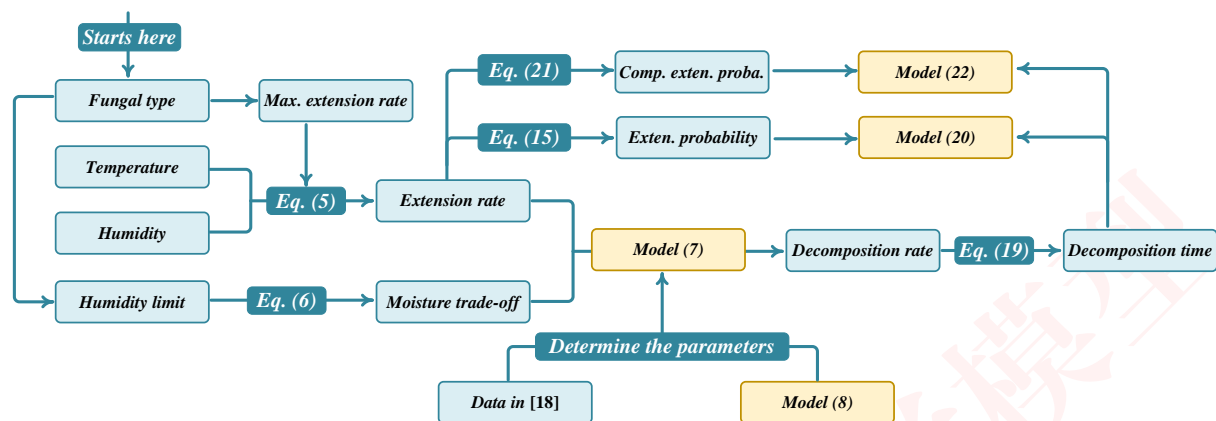 Starts here
Eq. (21)
Comp. exten. proba.
Model (22)
Fungal type
Max. extension rate
Eq. (15)
Exten. probability
Model (20)
Temperature
Eq. (5)
Extension rate
Humidity
Model (7)
Decomposition rate
Eq. (19)
Decomposition time
Humidity limit
Eq. (6)
Moisture trade-off
Determine the parameters
Data in [18]
Model (8)
模型